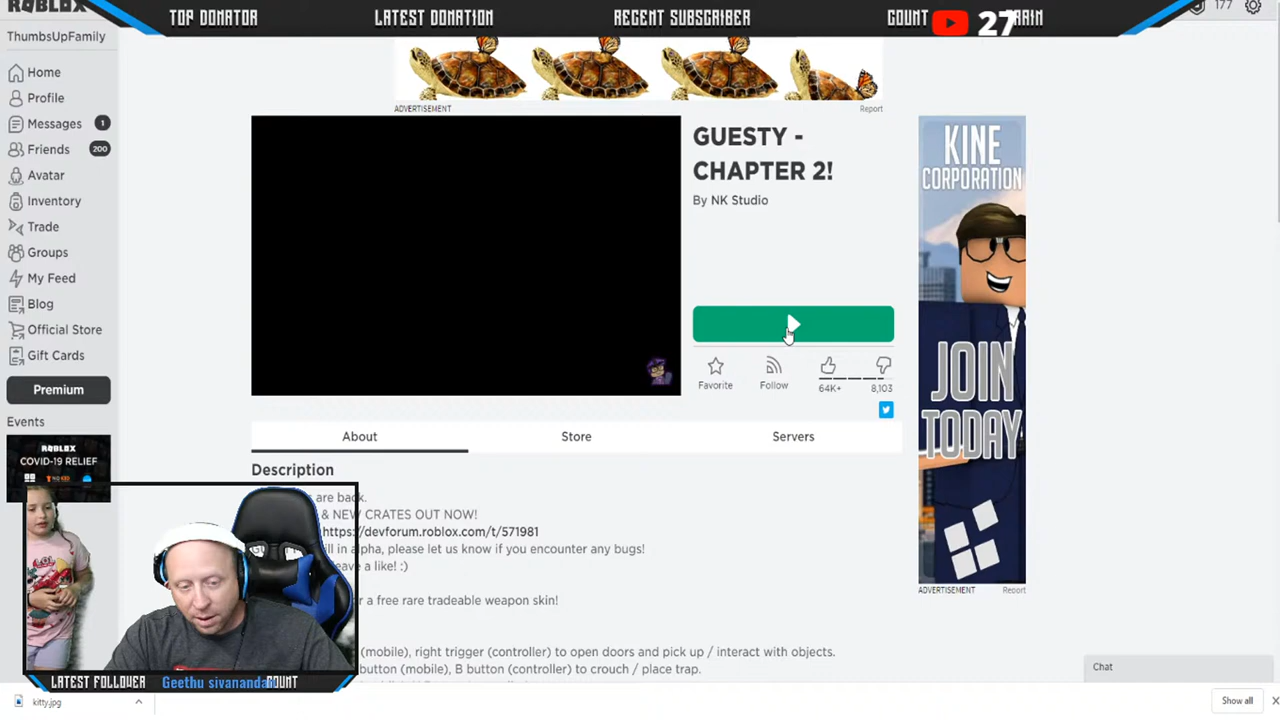 ROBLOX
TOP DONATOR
LATEST DONATION
RECENT SUBSCRIBER
COUNT
27
177
ThumbsUpFamily
Home
Profile
Messages 1
Friends 200
Avatar
Inventory
Trade
Groups
My Feed
Blog
Official Store
Gift Cards
Premium
Events
ROBLOX
COVID-19 RELIEF
ADVERTISEMENT
Report
GUESTY -
CHAPTER 2!
By NK Studio
Favorite
Follow
64K+
8,103
About
Store
Servers
Description
are back.
& NEW CRATES OUT NOW!
https://devforum.roblox.com/t/571981
ill in alpha, please let us know if you encounter any bugs!
eave a like! :)
or a free rare tradeable weapon skin!
(mobile), right trigger (controller) to open doors and pick up / interact with objects.
button (mobile), B button (controller) to crouch / place trap.
KINE
CORPORATION
JOIN
TODAY
ADVERTISEMENT
Report
Chat
LATEST FOLLOWER
Geethu sivanandan
COUNT
kitty.jpg
Show all